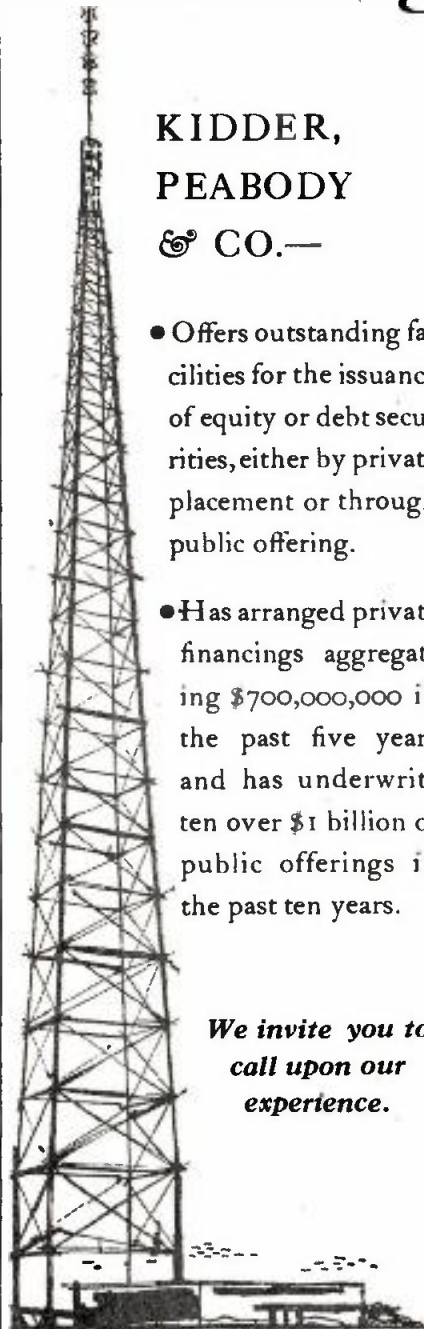 KIDDER,
PEABODY
& CO.—
• Offers outstanding fa
cilities for the issuanc
of equity or debt secu
rities, either by privat
placement or throug
public offering.
• Has arranged privat
financings aggregat
ing $700,000,000 i
the past five year
and has underwrit
ten over $1 billion o
public offerings i
the past ten years.
We invite you to
call upon our
experience.